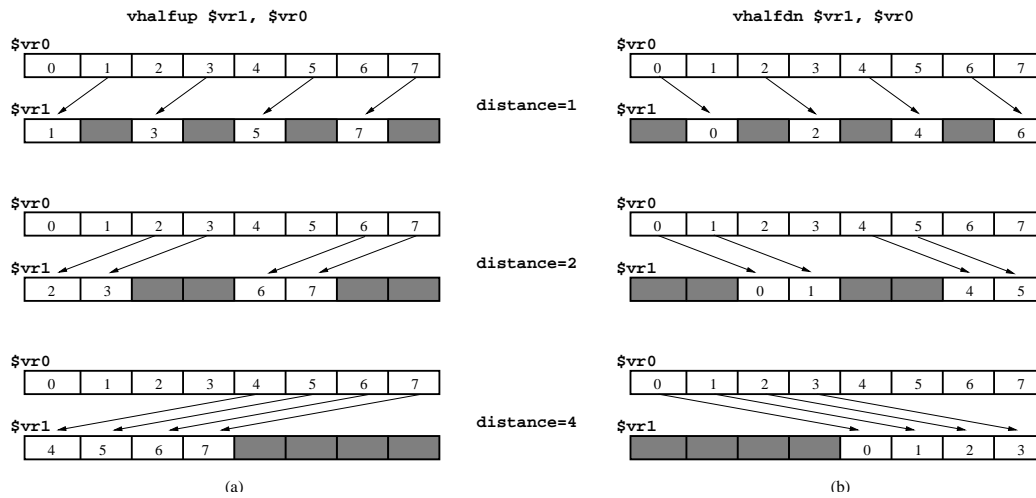 vhalfup $vr1, $vr0
vhalfdn $vr1, $vr0
$vr0
0 1 2 3 4 5 6 7
$vr1
1 3 5 7
distance=1
$vr0
0 1 2 3 4 5 6 7
$vr1
0 2 4 6
$vr0
0 1 2 3 4 5 6 7
$vr1
2 3 6 7
distance=2
$vr0
0 1 2 3 4 5 6 7
$vr1
0 1 4 5
$vr0
0 1 2 3 4 5 6 7
$vr1
4 5 6 7
distance=4
$vr0
0 1 2 3 4 5 6 7
$vr1
0 1 2 3
(a)
(b)